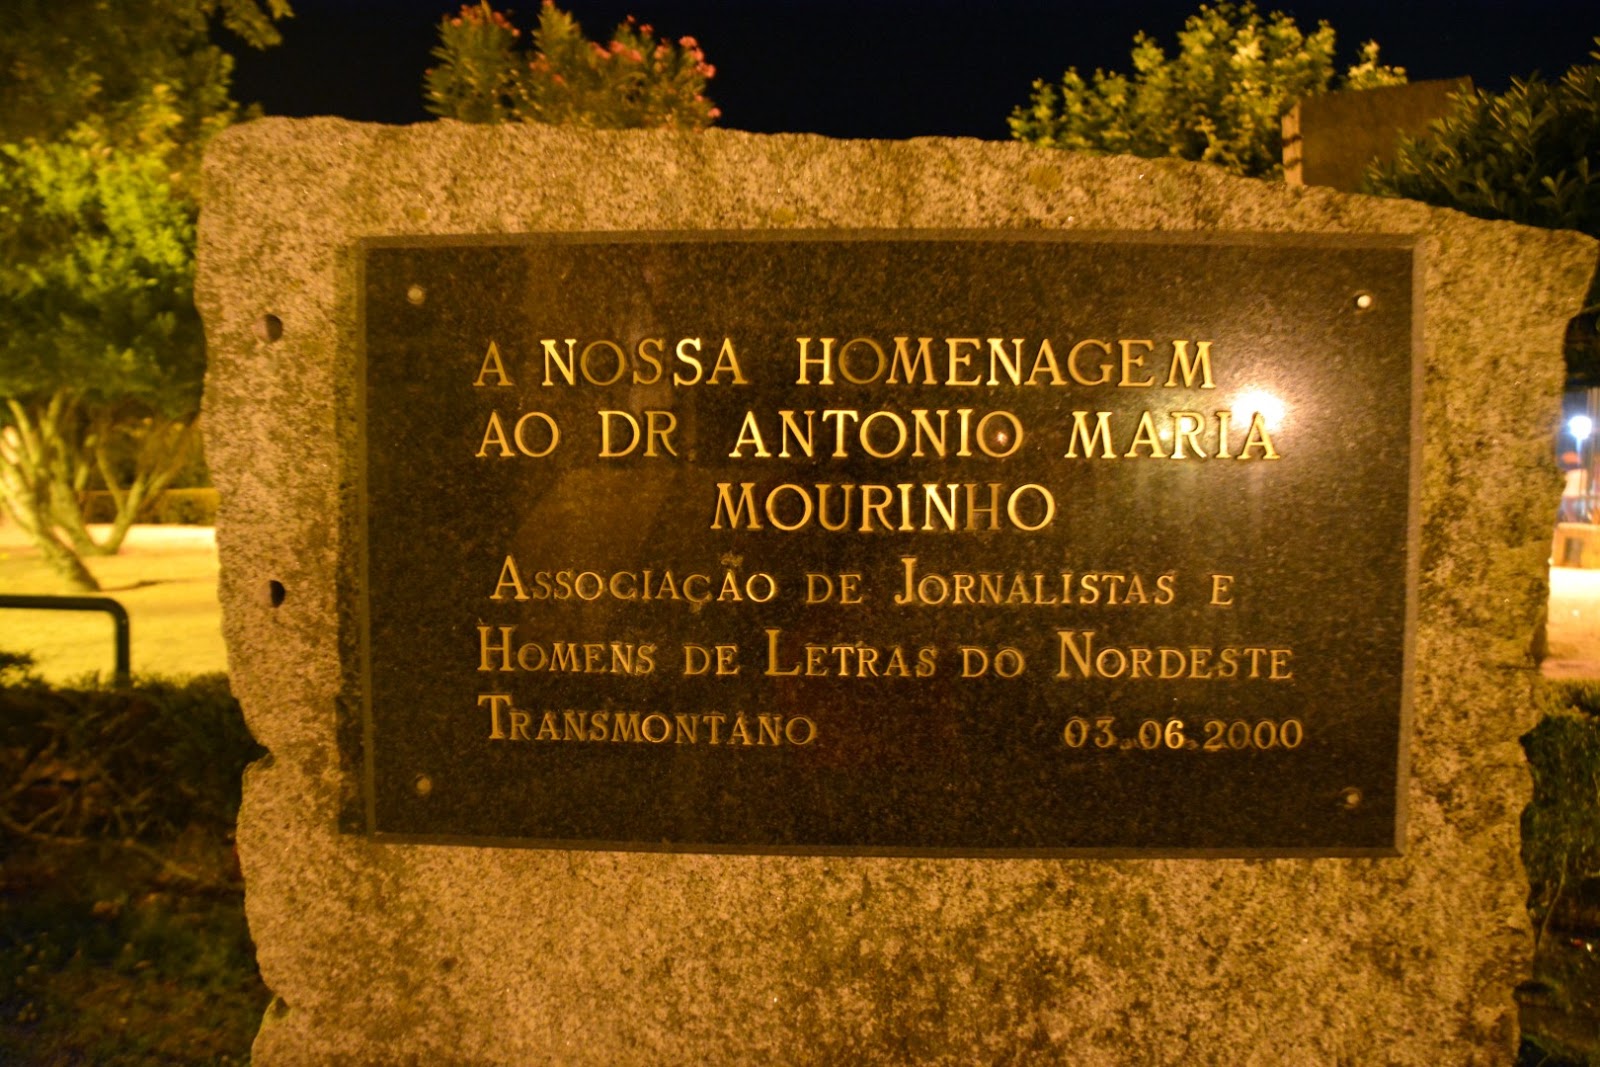 A NOSSA HOMENAGEM
AO DR ANTONIO MARIA
MOURINHO
ASSOCIAÇÃO DE JORNALISTAS E
HOMENS DE LETRAS DO NORDESTE
TRANSMONTANO 03.06.2000